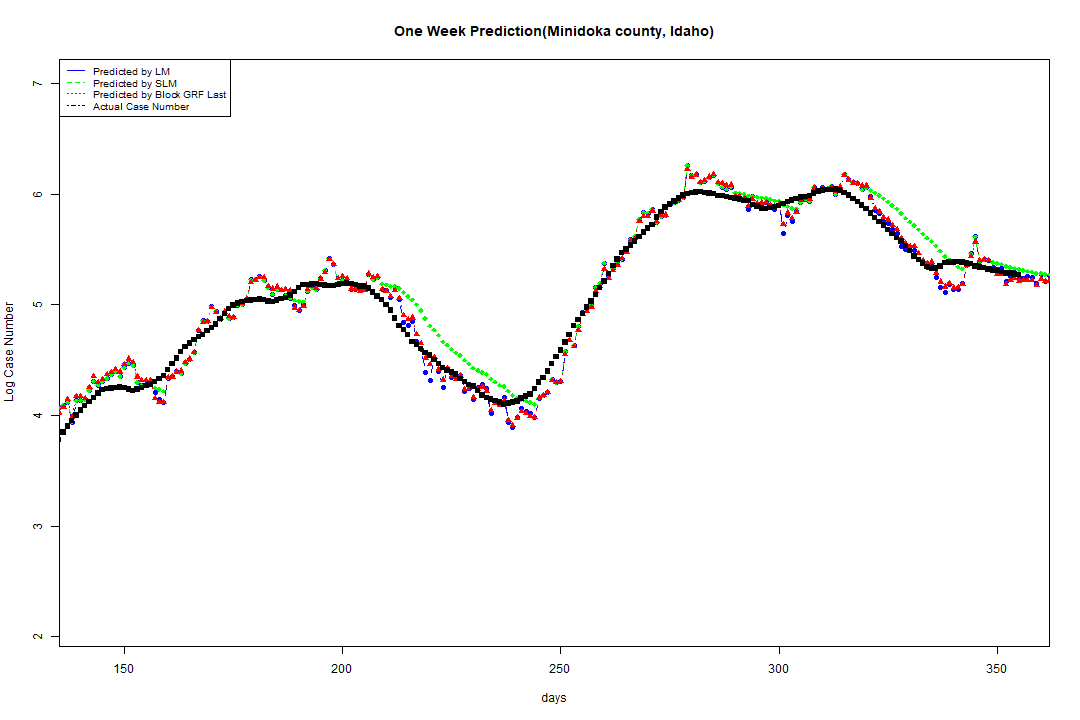 One Week Prediction(Minidoka county, Idaho)
Predicted by LM
Predicted by SLM
Predicted by Block GRF Last
Actual Case Number
Log Case Number
7
6
5
4
3
2
150 200 250 300 350
days